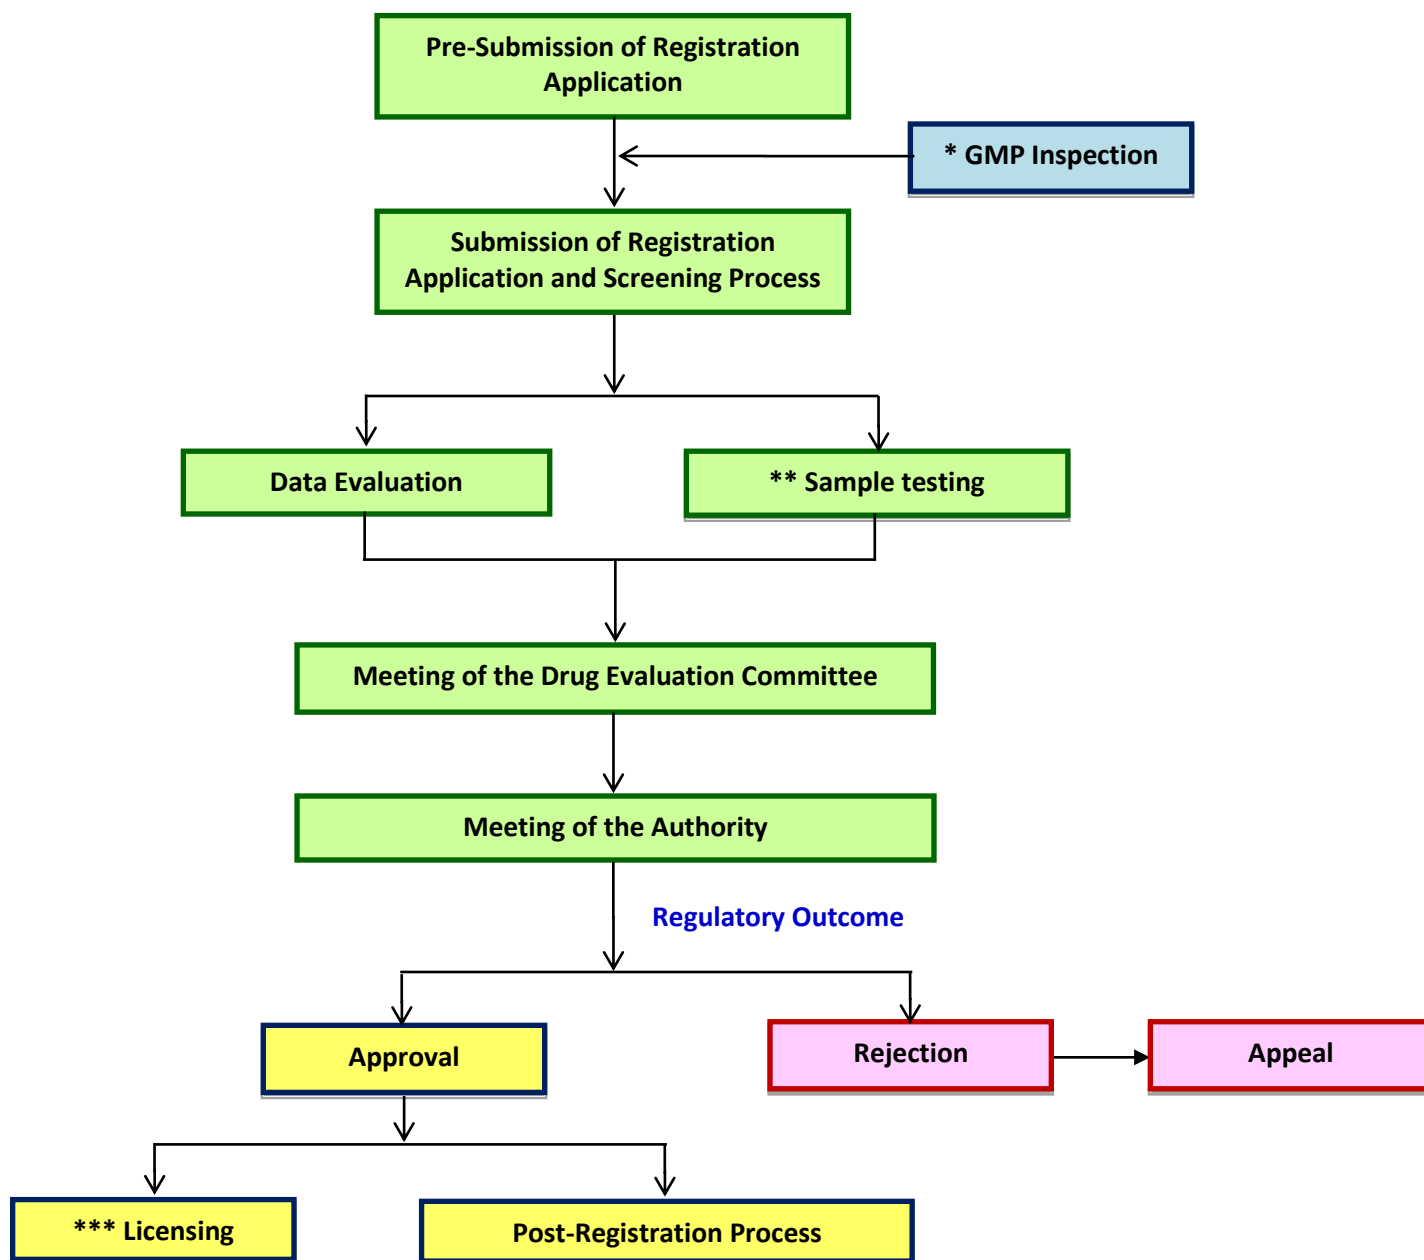 Pre-Submission of Registration
Application
* GMP Inspection
Submission of Registration
Application and Screening Process
Data Evaluation
** Sample testing
Meeting of the Drug Evaluation Committee
Meeting of the Authority
Regulatory Outcome
Approval
Rejection
Appeal
*** Licensing
Post-Registration Process